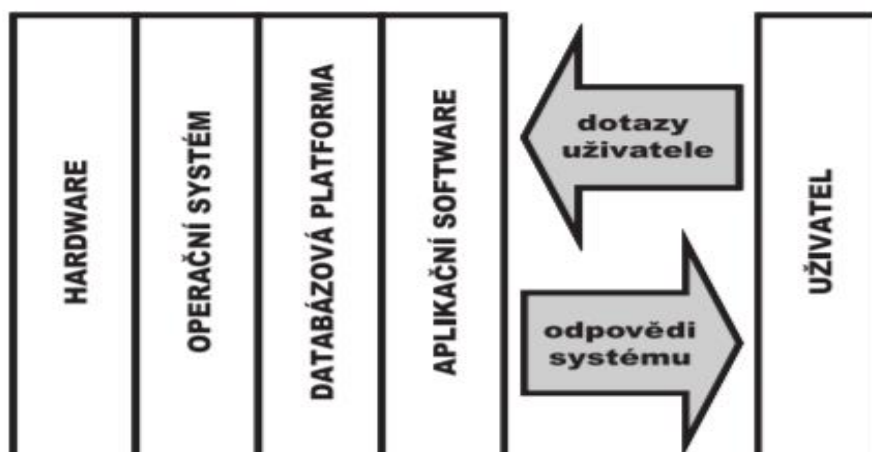 HARDWARE
OPERAČNÍ SYSTÉM
DATABÁZOVÁ PLATFORMA
APLIKAČNÍ SOFTWARE
dotazy
uživatele
odpovědi
systému
UŽIVATEL